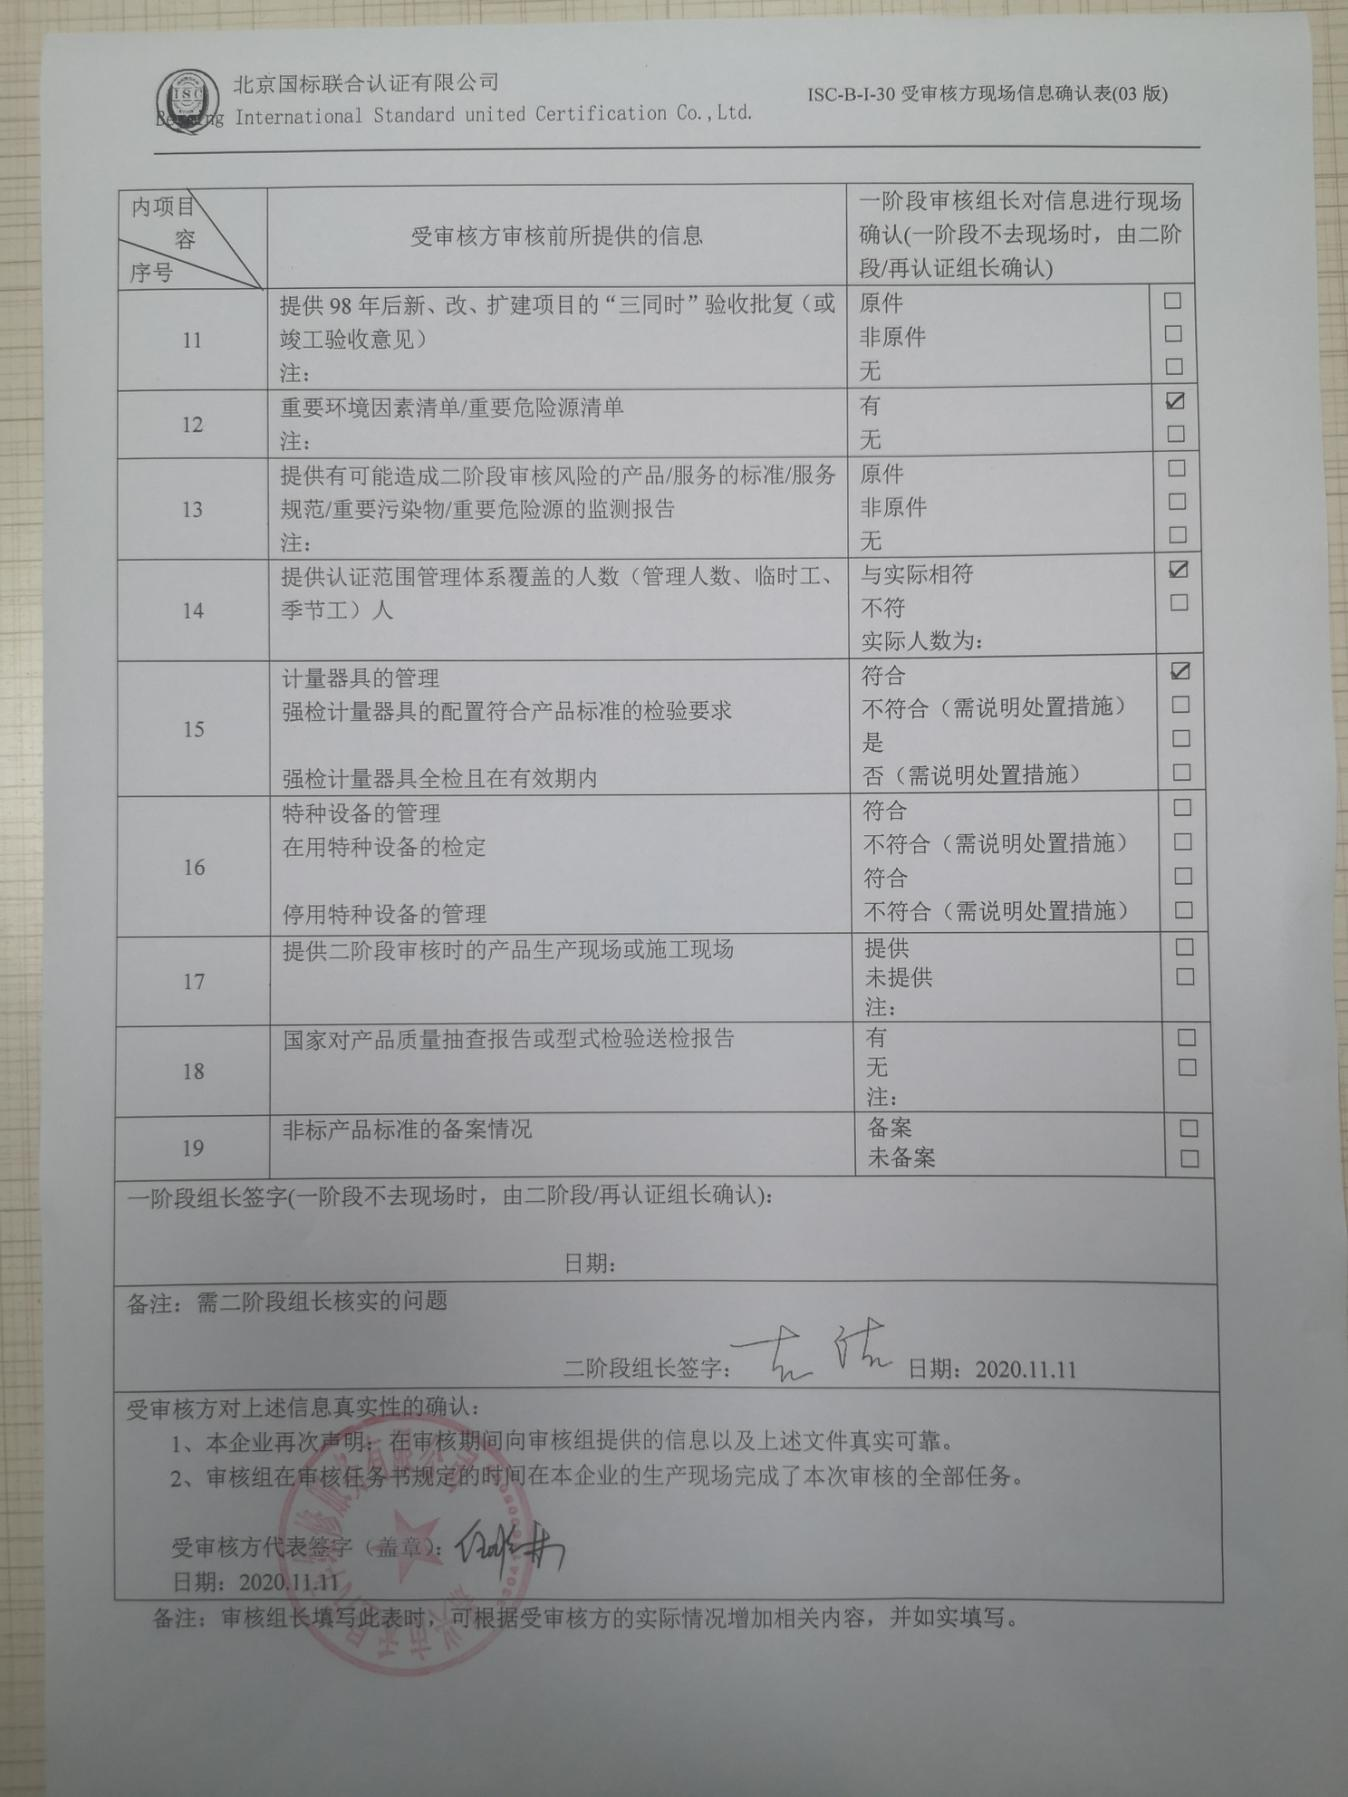 北京国标联合认证有限公司
ISC-B-I-30 受审核方现场信息确认表(03 版)
ISC
Beijing International Standard united Certification Co.,Ltd.
内项目
容
序号
受审核方审核前所提供的信息
一阶段审核组长对信息进行现场
确认(一阶段不去现场时，由二阶
段/再认证组长确认)
11
提供 98 年后新、改、扩建项目的“三同时”验收批复（或
竣工验收意见）
注：
原件 □
非原件 □
无 □
12
重要环境因素清单/重要危险源清单
注：
有 ☑
无 □
13
提供有可能造成二阶段审核风险的产品/服务的标准/服务
规范/重要污染物/重要危险源的监测报告
注：
原件 □
非原件 □
无 □
14
提供认证范围管理体系覆盖的人数（管理人数、临时工、
季节工）人
与实际相符 ☑
不符 □
实际人数为：
15
计量器具的管理
强检计量器具的配置符合产品标准的检验要求
强检计量器具全检且在有效期内
符合 ☑
不符合（需说明处置措施） □
是 □
否（需说明处置措施） □
16
特种设备的管理
在用特种设备的检定
停用特种设备的管理
符合 □
不符合（需说明处置措施） □
符合 □
不符合（需说明处置措施） □
17
提供二阶段审核时的产品生产现场或施工现场
提供 □
未提供 □
注：
18
国家对产品质量抽查报告或型式检验送检报告
有 □
无 □
注：
19
非标产品标准的备案情况
备案 □
未备案 □
一阶段组长签字(一阶段不去现场时，由二阶段/再认证组长确认)：
日期：
备注：需二阶段组长核实的问题
二阶段组长签字： 日期：2020.11.11
受审核方对上述信息真实性的确认：
1、本企业再次声明：在审核期间向审核组提供的信息以及上述文件真实可靠。
2、审核组在审核任务书规定的时间在本企业的生产现场完成了本次审核的全部任务。
受审核方代表签字（盖章）：
日期：2020.11.11
备注：审核组长填写此表时，可根据受审核方的实际情况增加相关内容，并如实填写。